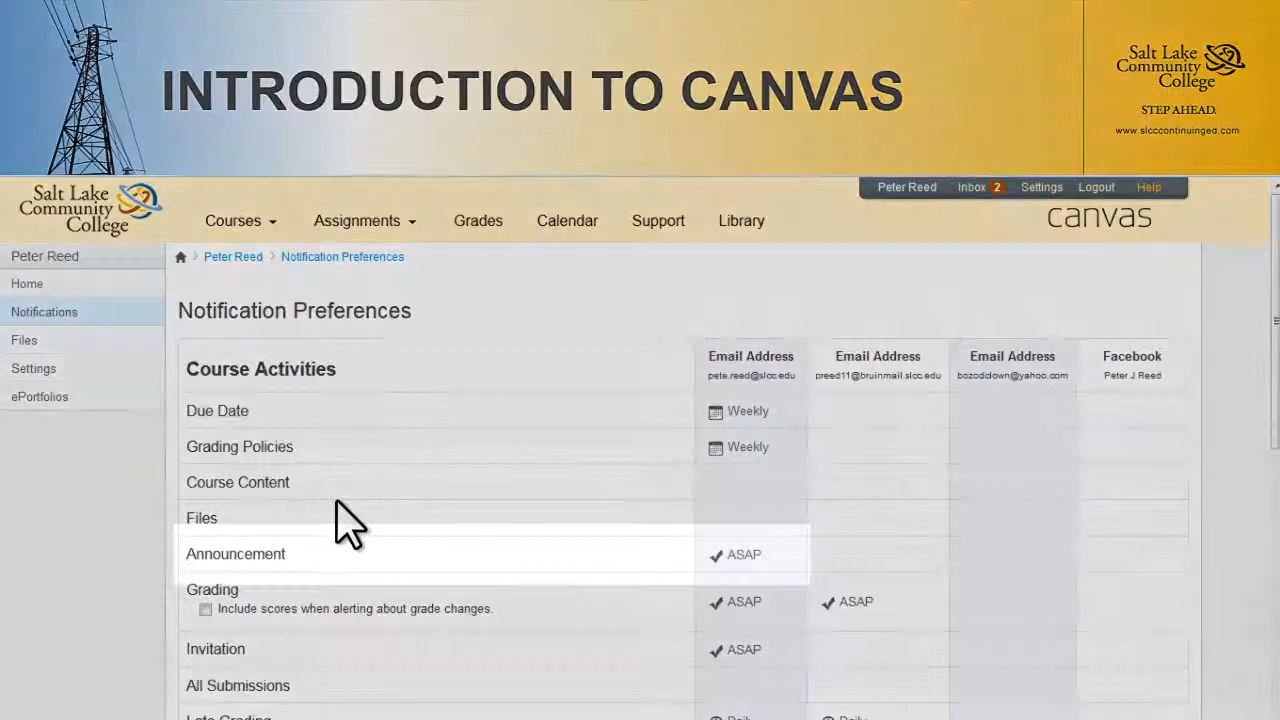 INTRODUCTION TO CANVAS
Salt Lake
Community
College
STEP AHEAD.
www.slcccontinuinged.com
Salt Lake
Community
College
Courses
Assignments
Grades
Calendar
Support
Library
Peter Reed
Inbox 2
Settings
Logout
Help
canvas
Peter Reed
Home
Notifications
Files
Settings
ePortfolios
Peter Reed
Notification Preferences
Notification Preferences
Course Activities
Email Address
pete.reed@slcc.edu
Email Address
preed11@bruinmail.slcc.edu
Email Address
bozodclown@yahoo.com
Facebook
Peter J Reed
Due Date Weekly
Grading Policies Weekly
Course Content
Files
Announcement ASAP
Grading
Include scores when alerting about grade changes.
ASAP ASAP
Invitation ASAP
All Submissions
Late Grading Daily Daily